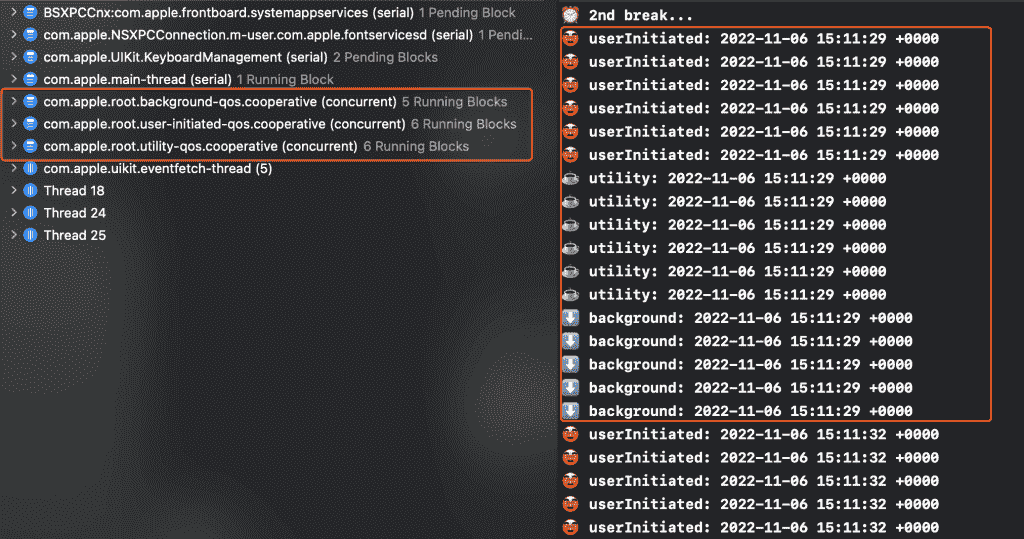 BSXPCCnx:com.apple.frontboard.systemappservices (serial) 1 Pending Block
com.apple.NSXPCConnection.m-user.com.apple.fontservicesd (serial) 1 Pendi...
com.apple.UIKit.KeyboardManagement (serial) 2 Pending Blocks
com.apple.main-thread (serial) 1 Running Block
com.apple.root.background-qos.cooperative (concurrent) 5 Running Blocks
com.apple.root.user-initiated-qos.cooperative (concurrent) 6 Running Blocks
com.apple.root.utility-qos.cooperative (concurrent) 6 Running Blocks
com.apple.uikit.eventfetch-thread (5)
Thread 18
Thread 24
Thread 25
2nd break...
userInitiated: 2022-11-06 15:11:29 +0000
userInitiated: 2022-11-06 15:11:29 +0000
userInitiated: 2022-11-06 15:11:29 +0000
userInitiated: 2022-11-06 15:11:29 +0000
userInitiated: 2022-11-06 15:11:29 +0000
userInitiated: 2022-11-06 15:11:29 +0000
utility: 2022-11-06 15:11:29 +0000
utility: 2022-11-06 15:11:29 +0000
utility: 2022-11-06 15:11:29 +0000
utility: 2022-11-06 15:11:29 +0000
utility: 2022-11-06 15:11:29 +0000
utility: 2022-11-06 15:11:29 +0000
background: 2022-11-06 15:11:29 +0000
background: 2022-11-06 15:11:29 +0000
background: 2022-11-06 15:11:29 +0000
background: 2022-11-06 15:11:29 +0000
background: 2022-11-06 15:11:29 +0000
userInitiated: 2022-11-06 15:11:32 +0000
userInitiated: 2022-11-06 15:11:32 +0000
userInitiated: 2022-11-06 15:11:32 +0000
userInitiated: 2022-11-06 15:11:32 +0000
userInitiated: 2022-11-06 15:11:32 +0000